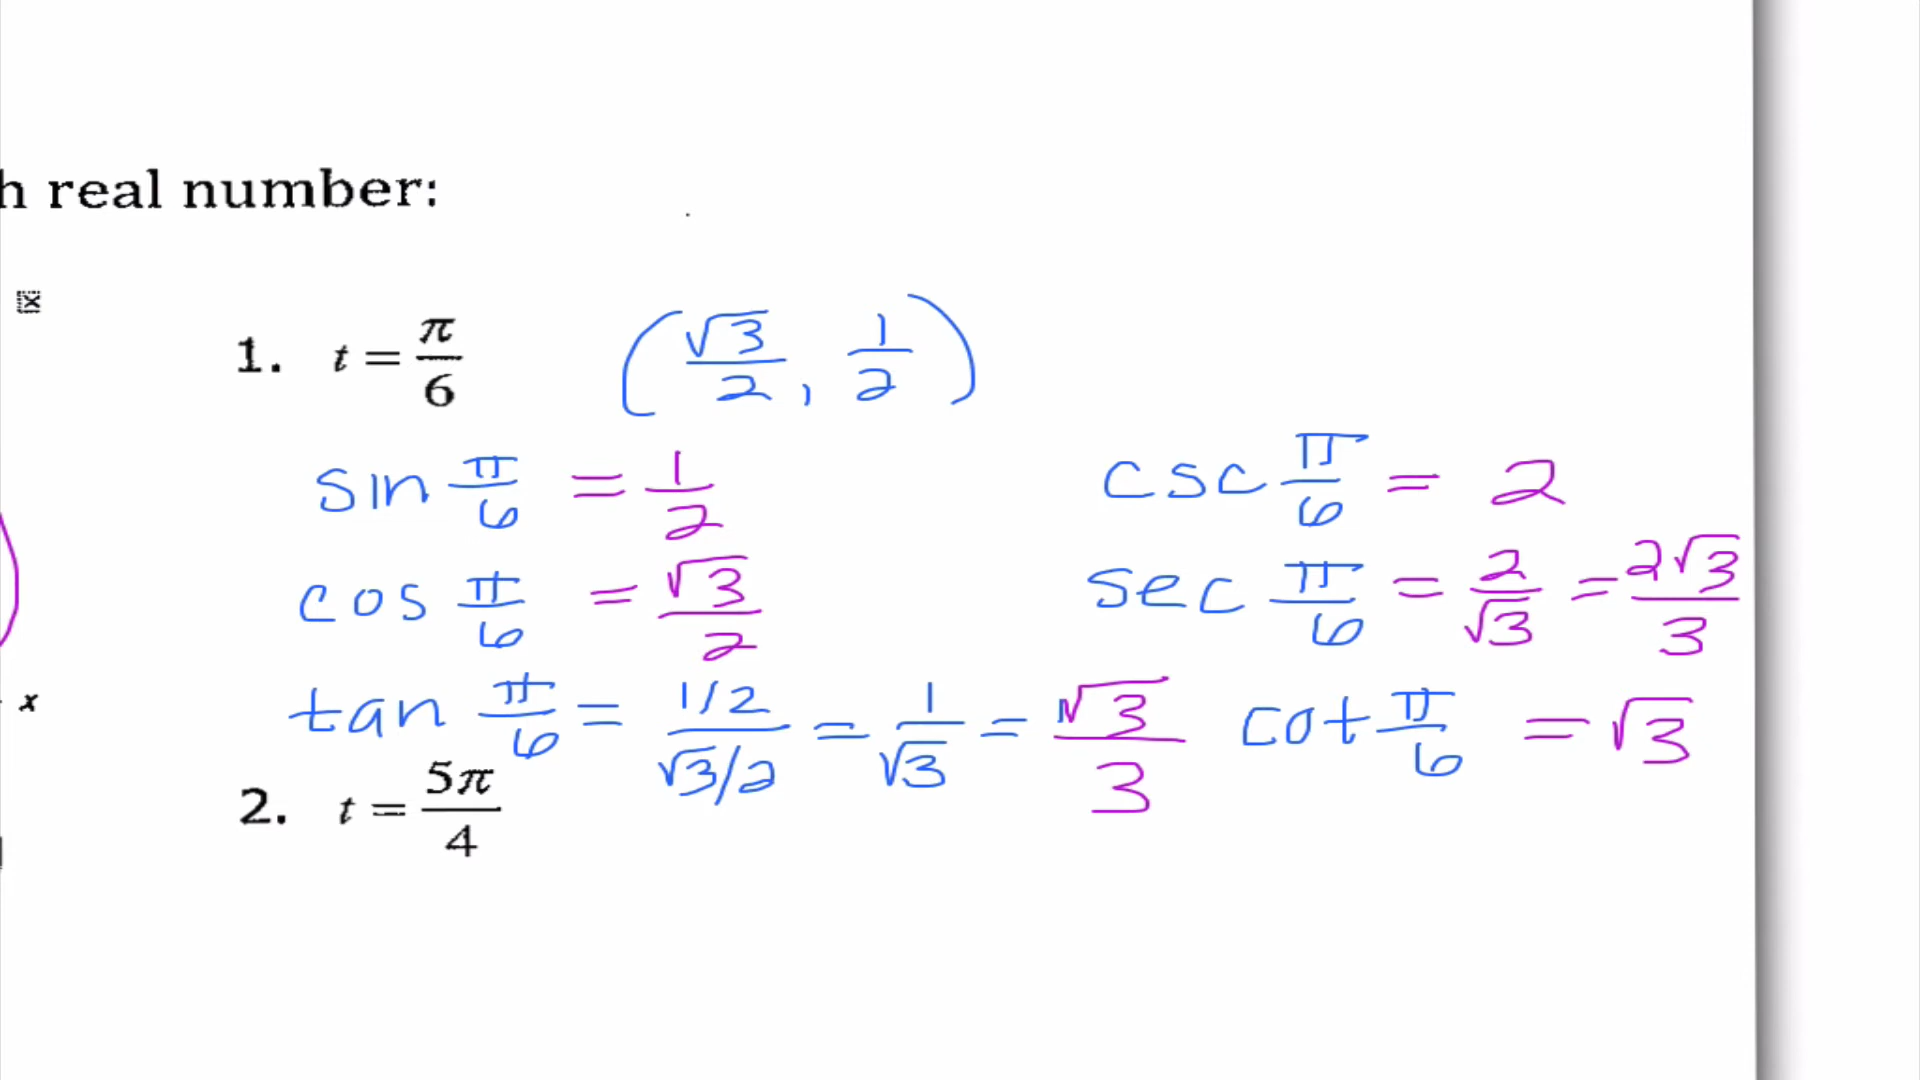 h real number:
1. t = π/6 (√3/2, 1/2)
sin π/6 = 1/2 csc π/6 = 2
cos π/6 = √3/2 sec π/6 = 2/√3 = 2√3/3
tan π/6 = (1/2)/(√3/2) = 1/√3 = √3/3 cot π/6 = √3
x
2. t = 5π/4